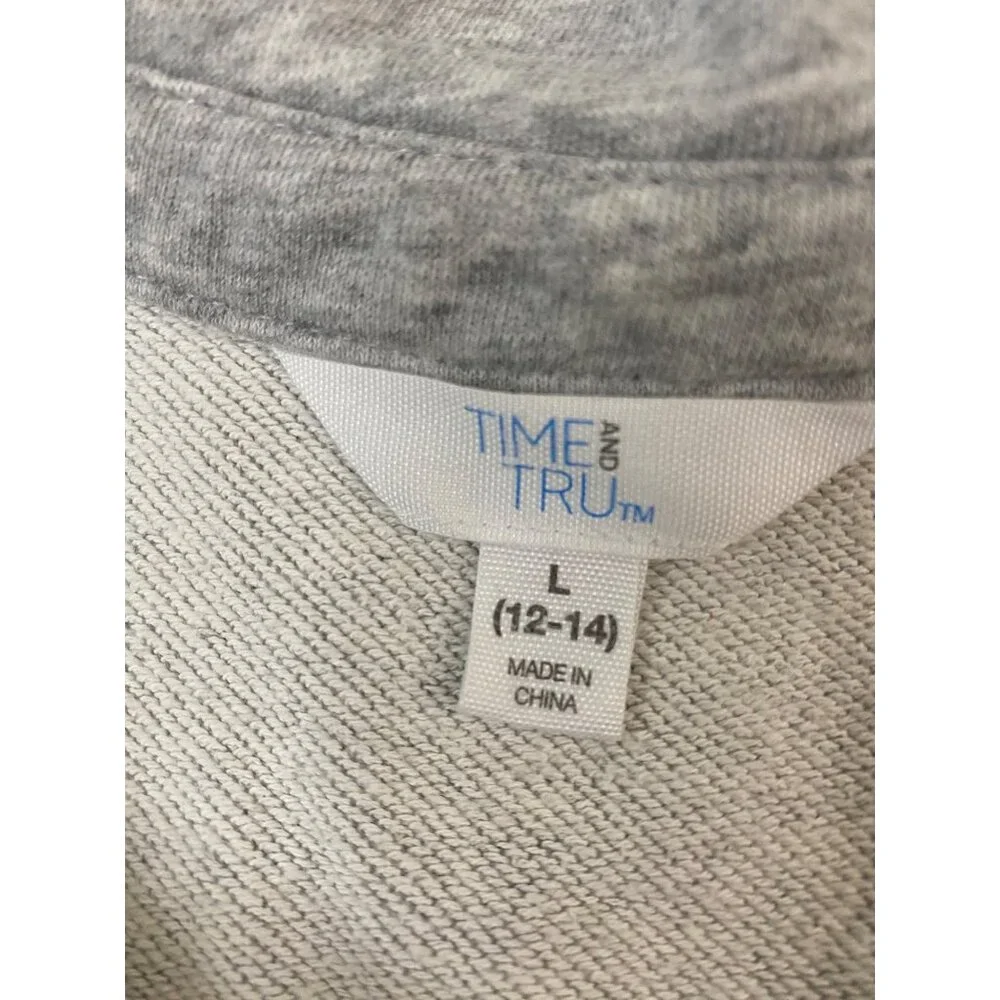 TIME AND
TRU™
L
(12-14)
MADE IN
CHINA